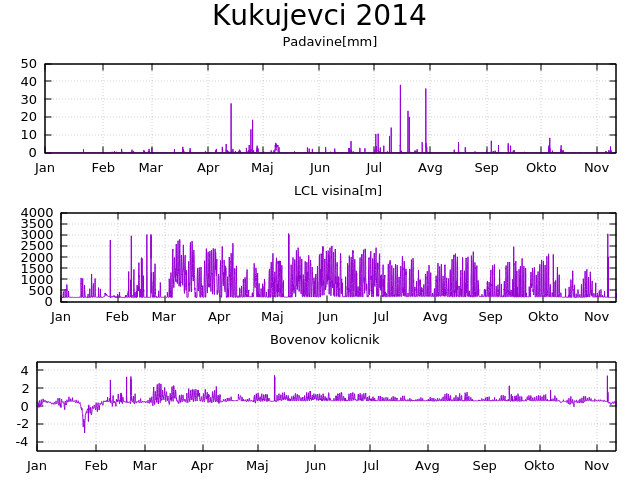 Kukujevci 2014
Padavine[mm]
50
40
30
20
10
0
Jan Feb Mar Apr Maj Jun Jul Avg Sep Okto Nov
LCL visina[m]
4000
3500
3000
2500
2000
1500
1000
500
0
Jan Feb Mar Apr Maj Jun Jul Avg Sep Okto Nov
Bovenov kolicnik
4
2
0
-2
-4
Jan Feb Mar Apr Maj Jun Jul Avg Sep Okto Nov